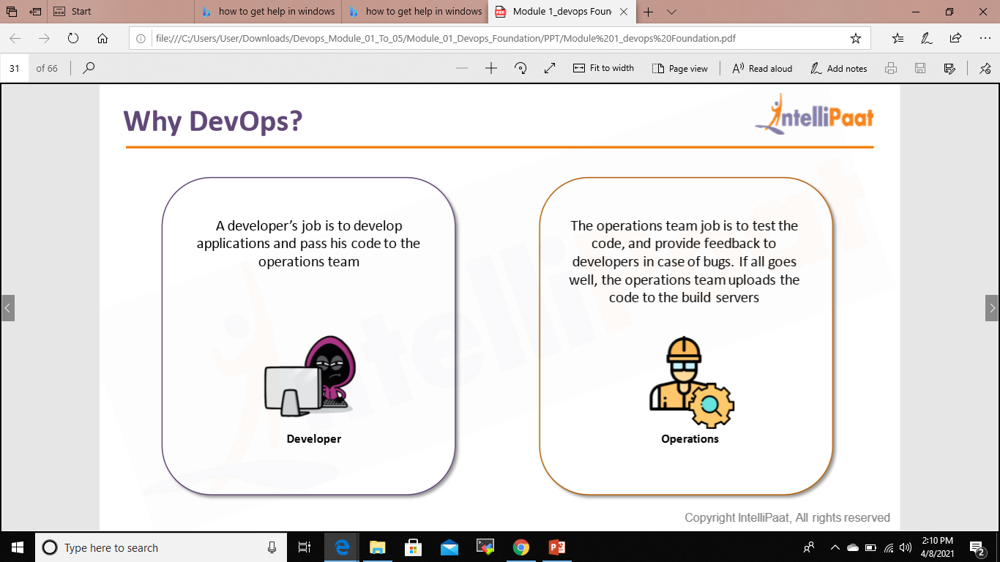 Start
how to get help in windows
how to get help in windows
Module 1_devops Foun
file:///C:/Users/User/Downloads/Devops_Module_01_To_05/Module_01_Devops_Foundation/PPT/Module%201_devops%20Foundation.pdf
31 of 66
Fit to width
Page view
Read aloud
Add notes
Why DevOps?
IntelliPaat
A developer’s job is to develop
applications and pass his code to the
operations team
Developer
The operations team job is to test the
code, and provide feedback to
developers in case of bugs. If all goes
well, the operations team uploads the
code to the build servers
Operations
IntelliPaat
Copyright IntelliPaat, All rights reserved
Type here to search
2:10 PM
4/8/2021
2